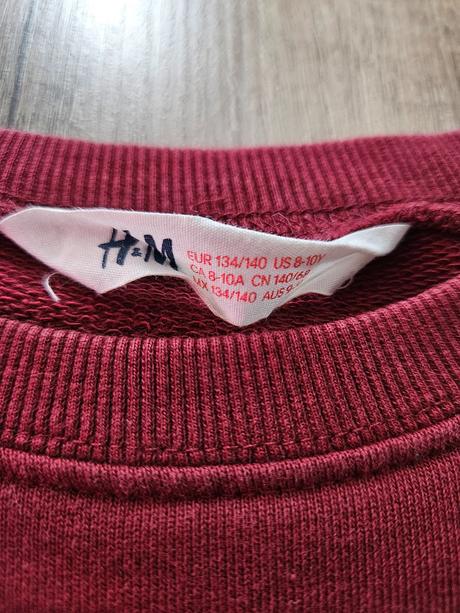 H&M
EUR 134/140 US 8-10Y
CA 8-10A CN 140/68
MX 134/140 AUS